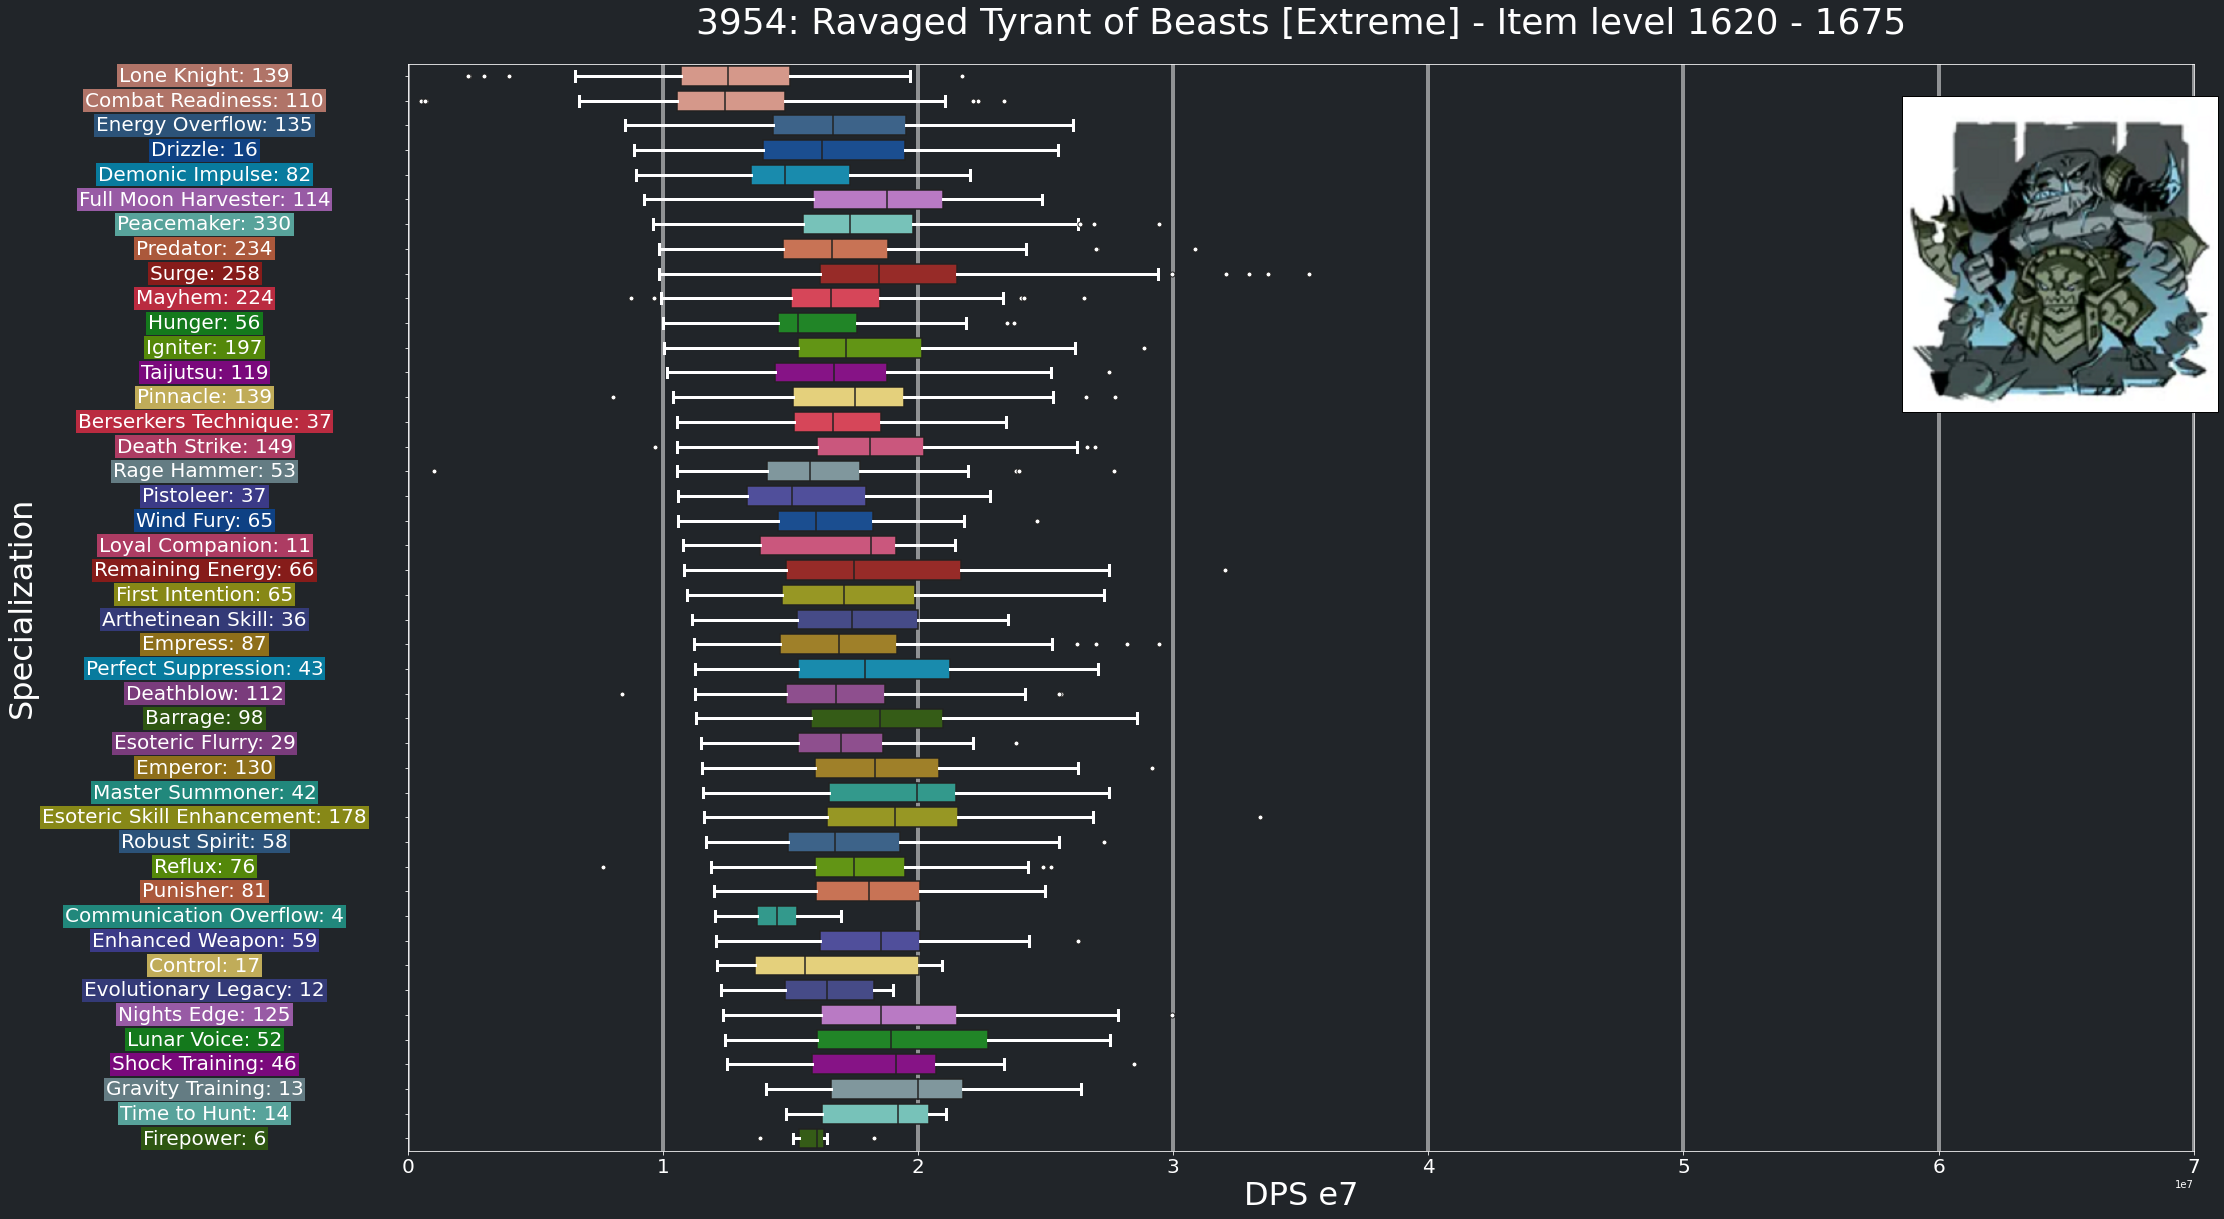 3954: Ravaged Tyrant of Beasts [Extreme] - Item level 1620 - 1675
Lone Knight: 139
Combat Readiness: 110
Energy Overflow: 135
Drizzle: 16
Demonic Impulse: 82
Full Moon Harvester: 114
Peacemaker: 330
Predator: 234
Surge: 258
Mayhem: 224
Hunger: 56
Igniter: 197
Taijutsu: 119
Pinnacle: 139
Berserkers Technique: 37
Death Strike: 149
Rage Hammer: 53
Pistoleer: 37
Wind Fury: 65
Loyal Companion: 11
Remaining Energy: 66
First Intention: 65
Arthetinean Skill: 36
Empress: 87
Perfect Suppression: 43
Deathblow: 112
Barrage: 98
Esoteric Flurry: 29
Emperor: 130
Master Summoner: 42
Esoteric Skill Enhancement: 178
Robust Spirit: 58
Reflux: 76
Punisher: 81
Communication Overflow: 4
Enhanced Weapon: 59
Control: 17
Evolutionary Legacy: 12
Nights Edge: 125
Lunar Voice: 52
Shock Training: 46
Gravity Training: 13
Time to Hunt: 14
Firepower: 6
Specialization
0 1 2 3 4 5 6 7
1e7
DPS e7